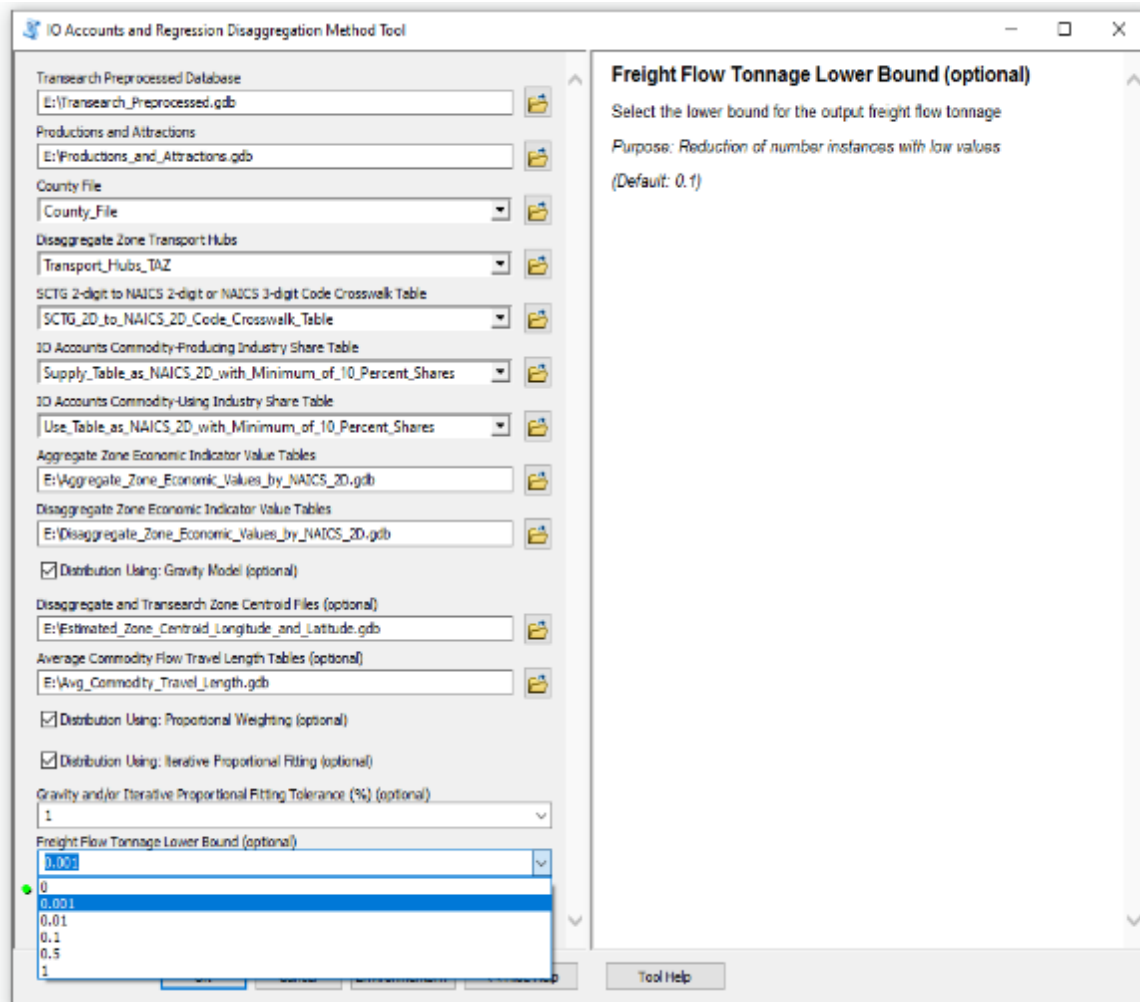 IO Accounts and Regression Disaggregation Method Tool
Transearch Preprocessed Database
E:\Transearch_Preprocessed.gdb
Productions and Attractions
E:\Productions_and_Attractions.gdb
County File
County_File
Disaggregate Zone Transport Hubs
Transport_Hubs_TAZ
SCTG 2-digit to NAICS 2-digit or NAICS 3-digit Code Crosswalk Table
SCTG_2D_to_NAICS_2D_Code_Crosswalk_Table
IO Accounts Commodity-Producing Industry Share Table
Supply_Table_as_NAICS_2D_with_Minimum_of_10_Percent_Shares
IO Accounts Commodity-Using Industry Share Table
Use_Table_as_NAICS_2D_with_Minimum_of_10_Percent_Shares
Aggregate Zone Economic Indicator Value Tables
E:\Aggregate_Zone_Economic_Values_by_NAICS_2D.gdb
Disaggregate Zone Economic Indicator Value Tables
E:\Disaggregate_Zone_Economic_Values_by_NAICS_2D.gdb
Distribution Using: Gravity Model (optional)
Disaggregate and Transearch Zone Centroid Files (optional)
E:\Estimated_Zone_Centroid_Longitude_and_Latitude.gdb
Average Commodity Flow Travel Length Tables (optional)
E:\Avg_Commodity_Travel_Length.gdb
Distribution Using: Proportional Weighting (optional)
Distribution Using: Iterative Proportional Fitting (optional)
Gravity and/or Iterative Proportional Fitting Tolerance (%) (optional)
1
Freight Flow Tonnage Lower Bound (optional)
0.001
0
0.001
0.01
0.1
0.5
1
Freight Flow Tonnage Lower Bound (optional)
Select the lower bound for the output freight flow tonnage
Purpose: Reduction of number instances with low values
(Default: 0.1)
Tool Help